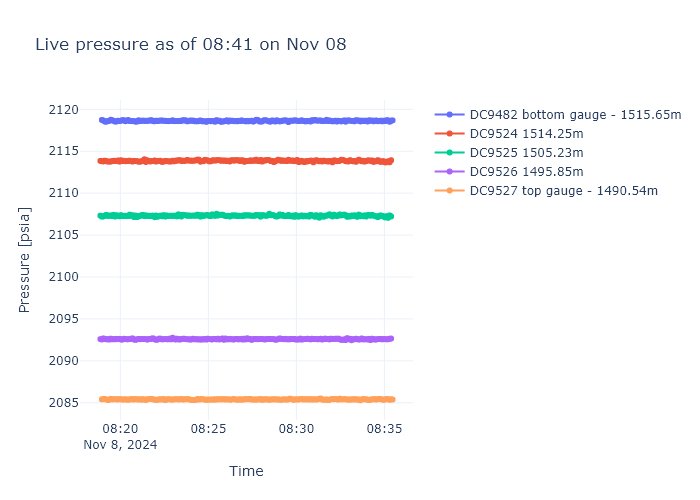 Live pressure as of 08:41 on Nov 08
DC9482 bottom gauge - 1515.65m
DC9524 1514.25m
DC9525 1505.23m
DC9526 1495.85m
DC9527 top gauge - 1490.54m
Pressure [psia]
2120
2115
2110
2105
2100
2095
2090
2085
08:20 08:25 08:30 08:35
Nov 8, 2024
Time